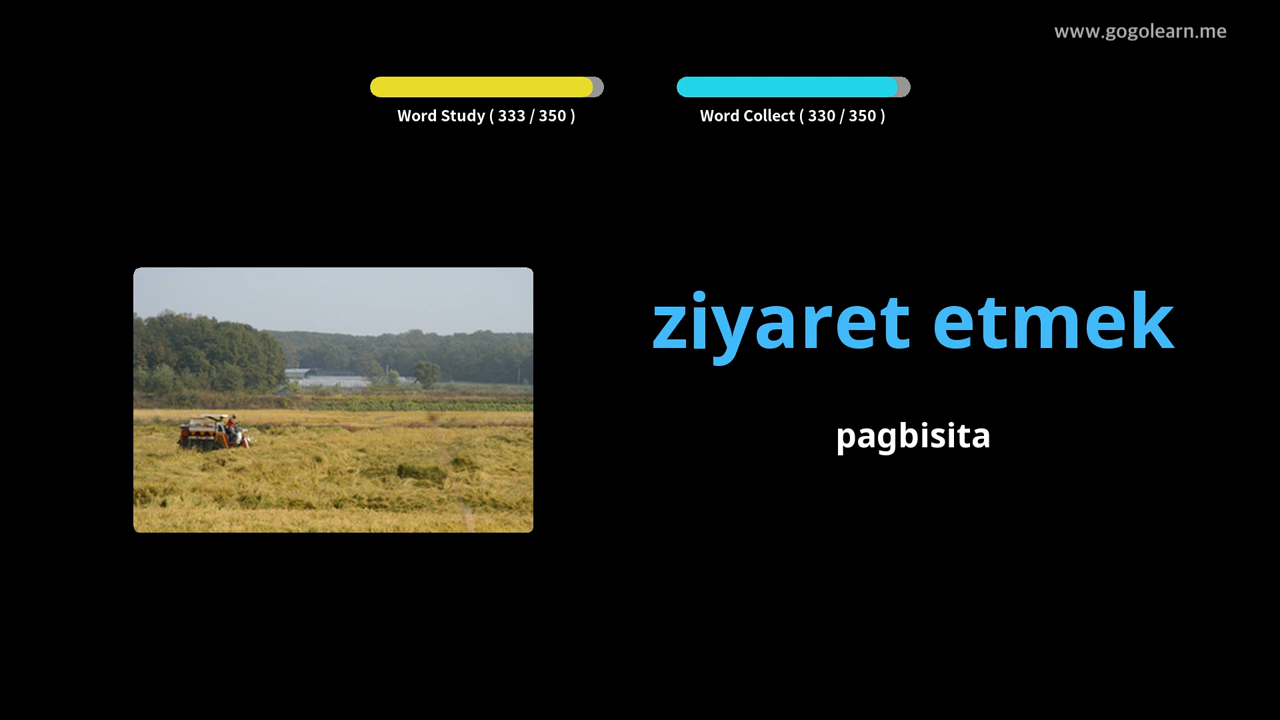 www.gogolearn.me
Word Study ( 333 / 350 )
Word Collect ( 330 / 350 )
ziyaret etmek
pagbisita